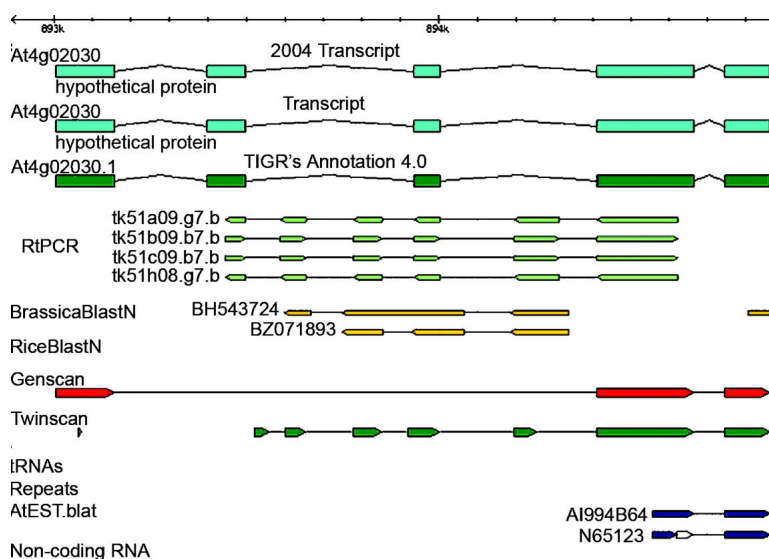 893k 894k
At4g02030 2004 Transcript
hypothetical protein
At4g02030 Transcript
hypothetical protein
At4g02030.1 TIGR's Annotation 4.0
tk51a09.g7.b
tk51b09.b7.b
RtPCR
tk51c09.b7.b
tk51h08.g7.b
BrassicaBlastN BH543724
BZ071893
RiceBlastN
Genscan
Twinscan
tRNAs
Repeats
AtEST.blat AI994B64
N65123
Non-coding RNA